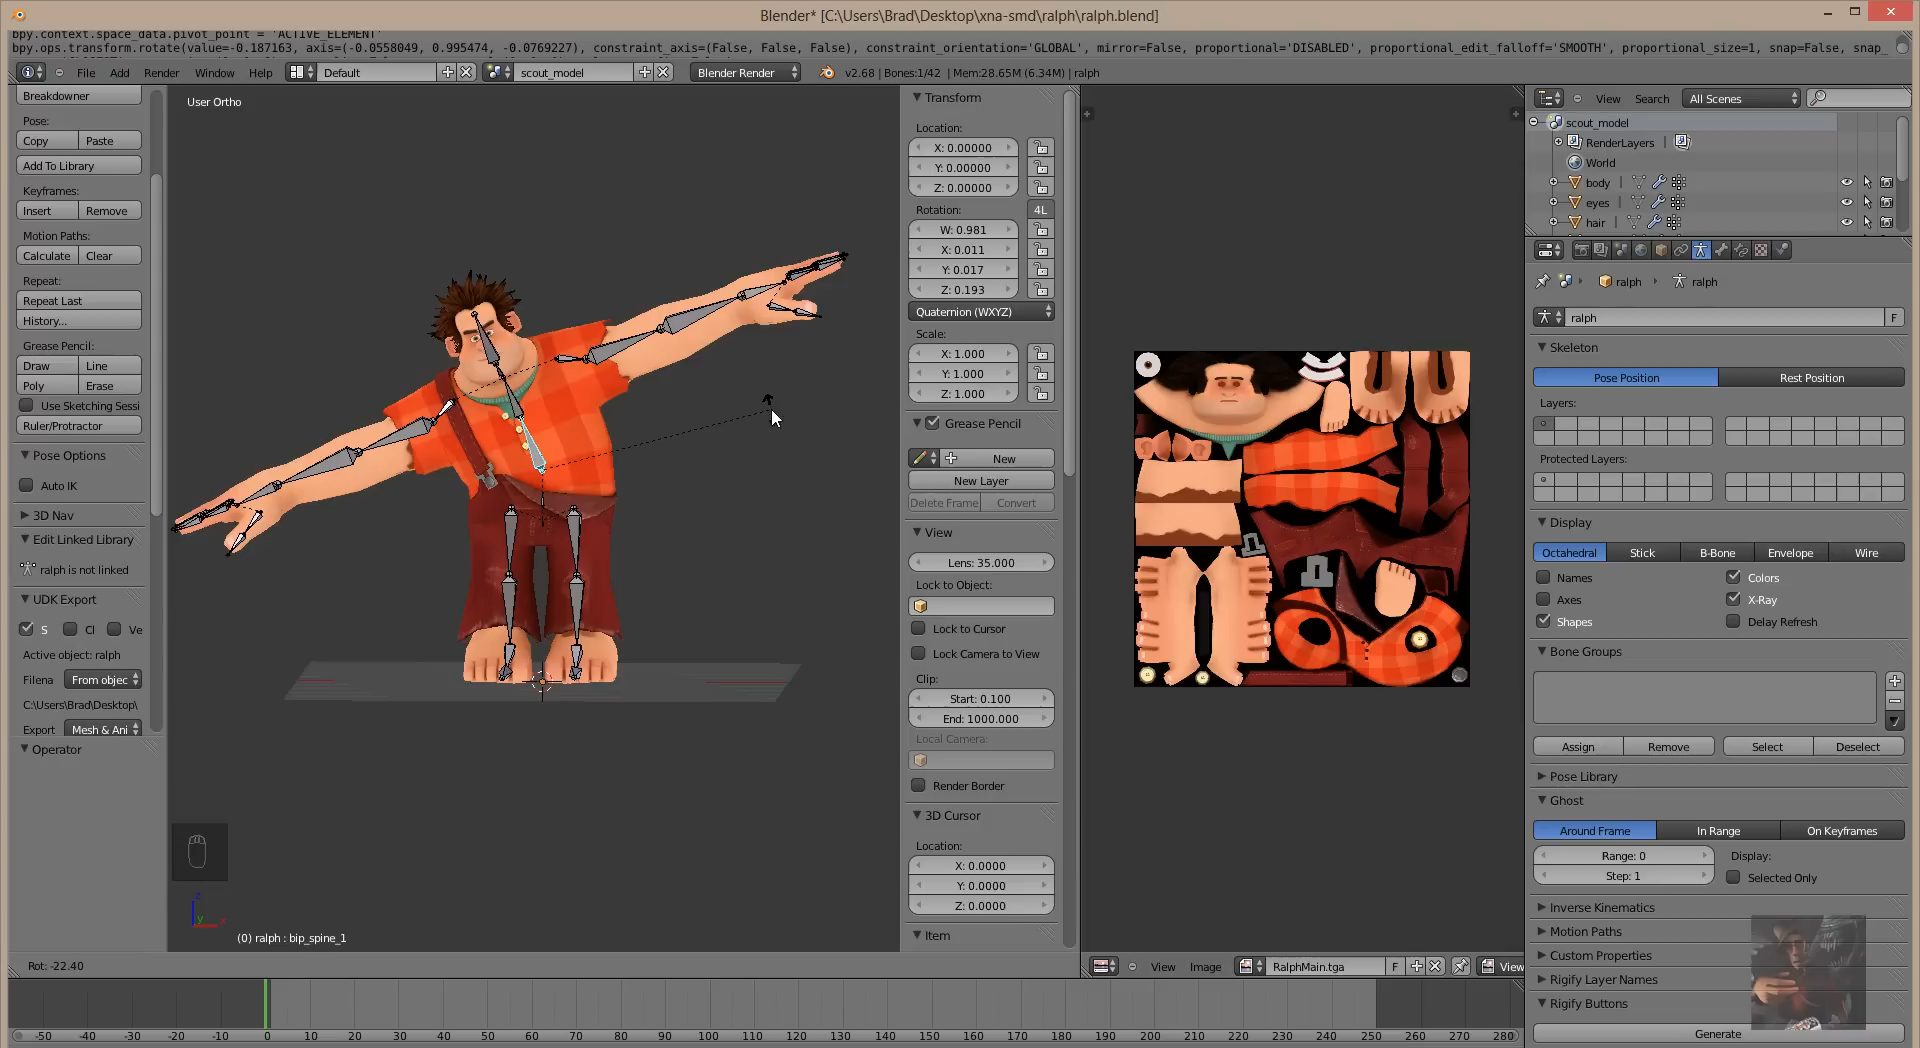 Blender* [C:\Users\Brad\Desktop\xna-smd\ralph\ralph.blend]
bpy.context.space_data.pivot_point = 'ACTIVE_ELEMENT'
bpy.ops.transform.rotate(value=-0.187163, axis=(-0.0558049, 0.995474, -0.0769227), constraint_axis=(False, False, False), constraint_orientation='GLOBAL', mirror=False, proportional='DISABLED', proportional_edit_falloff='SMOOTH', proportional_size=1, snap=False, snap_
File Add Render Window Help Default scout_model Blender Render v2.68 | Bones:1/42 | Mem:28.65M (6.34M) | ralph
Breakdowner
Pose:
Copy Paste
Add To Library
Keyframes:
Insert Remove
Motion Paths:
Calculate Clear
Repeat:
Repeat Last
History...
Grease Pencil:
Draw Line
Poly Erase
Use Sketching Sessi
Ruler/Protractor
Pose Options
Auto IK
3D Nav
Edit Linked Library
ralph is not linked
UDK Export
S Cl Ve
Active object: ralph
Filena From objec
C:\Users\Brad\Desktop\
Export Mesh & Ani
Operator
User Ortho
z
y
x
(0) ralph : bip_spine_1
Rot: -22.40
Transform
Location:
X: 0.00000
Y: 0.00000
Z: 0.00000
Rotation: 4L
W: 0.981
X: 0.011
Y: 0.017
Z: 0.193
Quaternion (WXYZ)
Scale:
X: 1.000
Y: 1.000
Z: 1.000
Grease Pencil
New
New Layer
Delete Frame Convert
View
Lens: 35.000
Lock to Object:
Lock to Cursor
Lock Camera to View
Clip:
Start: 0.100
End: 1000.000
Local Camera:
Render Border
3D Cursor
Location:
X: 0.0000
Y: 0.0000
Z: 0.0000
Item
View Image RalphMain.tga F View
View Search All Scenes
scout_model
RenderLayers |
World
body |
eyes |
hair |
ralph ralph
ralph F
Skeleton
Pose Position Rest Position
Layers:
Protected Layers:
Display
Octahedral Stick B-Bone Envelope Wire
Names Colors
Axes X-Ray
Shapes Delay Refresh
Bone Groups
Assign Remove Select Deselect
Pose Library
Ghost
Around Frame In Range On Keyframes
Range: 0 Display:
Step: 1 Selected Only
Inverse Kinematics
Motion Paths
Custom Properties
Rigify Layer Names
Rigify Buttons
Generate
-50 -40 -30 -20 -10 0 10 20 30 40 50 60 70 80 90 100 110 120 130 140 150 160 170 180 190 200 210 220 230 240 250 260 270 280